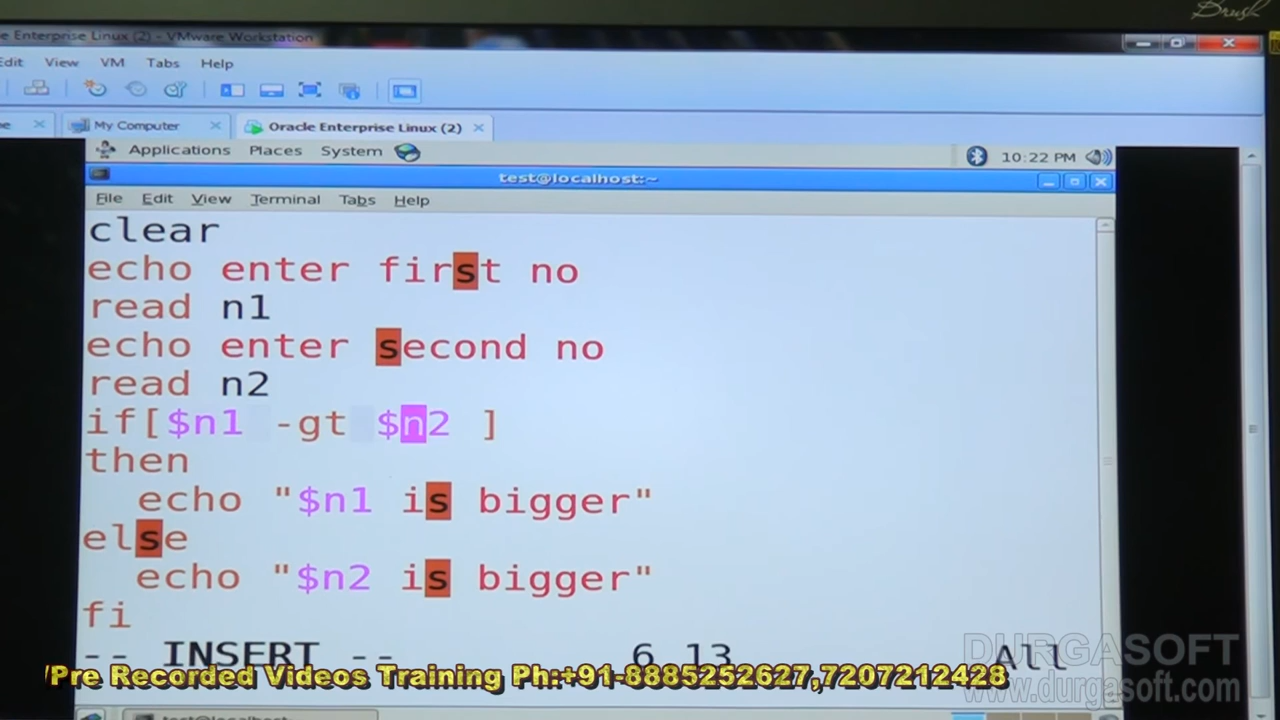 Brush
e Enterprise Linux (2) - VMware Workstation
Edit View VM Tabs Help
e My Computer Oracle Enterprise Linux (2)
Applications Places System 10:22 PM
test@localhost:~
File Edit View Terminal Tabs Help
clear
echo enter first no
read n1
echo enter second no
read n2
if[$n1 -gt $n2 ]
then
echo "$n1 is bigger"
else
echo "$n2 is bigger"
fi
-- INSERT -- 6,13 All
DURGASOFT
www.durgasoft.com
Pre Recorded Videos Training Ph:+91-8885252627,7207212428
test@localhost:~